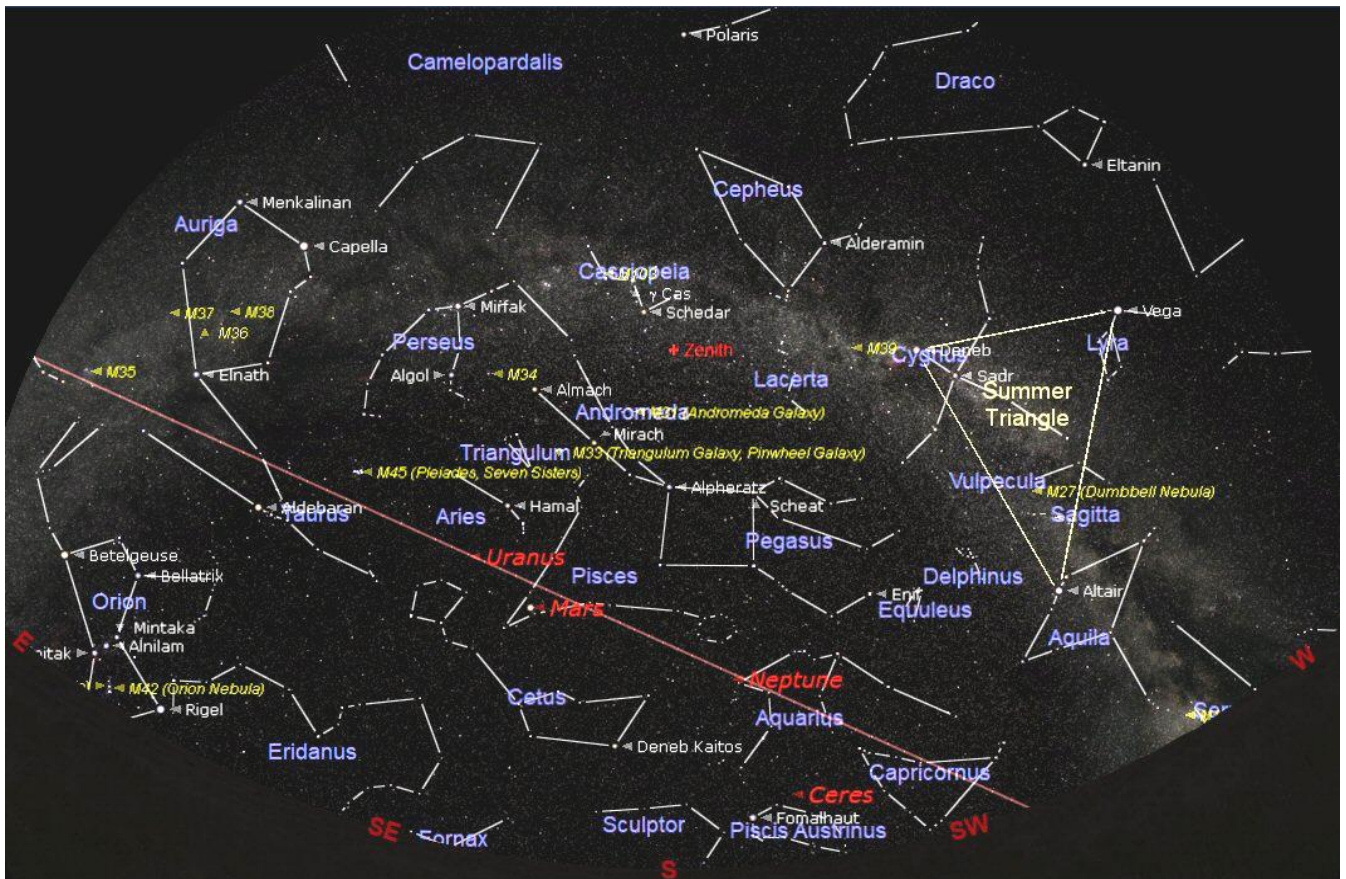 Polaris
Camelopardalis
Draco
Eltanin
Cepheus
Menkalinan
Auriga
Capella
Alderamin
Cassiopeia
γ Cas
Schedar
Mirfak
M37
M38
M36
Vega
Perseus
Zenith
M39
Cygnus
Deneb
Lyra
M35
Elnath
Algol
M34
Almach
Lacerta
Sadr
Summer
Triangle
Andromeda
M31 (Andromeda Galaxy)
Mirach
Triangulum
M33 (Triangulum Galaxy, Pinwheel Galaxy)
M45 (Pleiades, Seven Sisters)
Alpheratz
Vulpecula
M27 (Dumbbell Nebula)
Aldebaran
Taurus
Aries
Hamal
Scheat
Sagitta
Pegasus
Betelgeuse
Uranus
Bellatrix
Pisces
Delphinus
Enif
Equuleus
Altair
Orion
Mars
Mintaka
Alnilam
Aquila
E
nitak
W
M42 (Orion Nebula)
Neptune
Rigel
Cetus
Aquarius
Ser
Eridanus
Deneb Kaitos
Capricornus
Ceres
SE
Fornax
Sculptor
Fomalhaut
Piscis Austrinus
SW
S